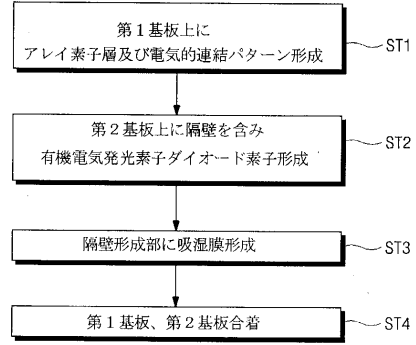 第1基板上に
アレイ素子層及び電気的連結パターン形成
ST1
第2基板上に隔壁を含み
有機電気発光素子ダイオード素子形成
ST2
隔壁形成部に吸湿膜形成
ST3
第1基板、第2基板合着
ST4